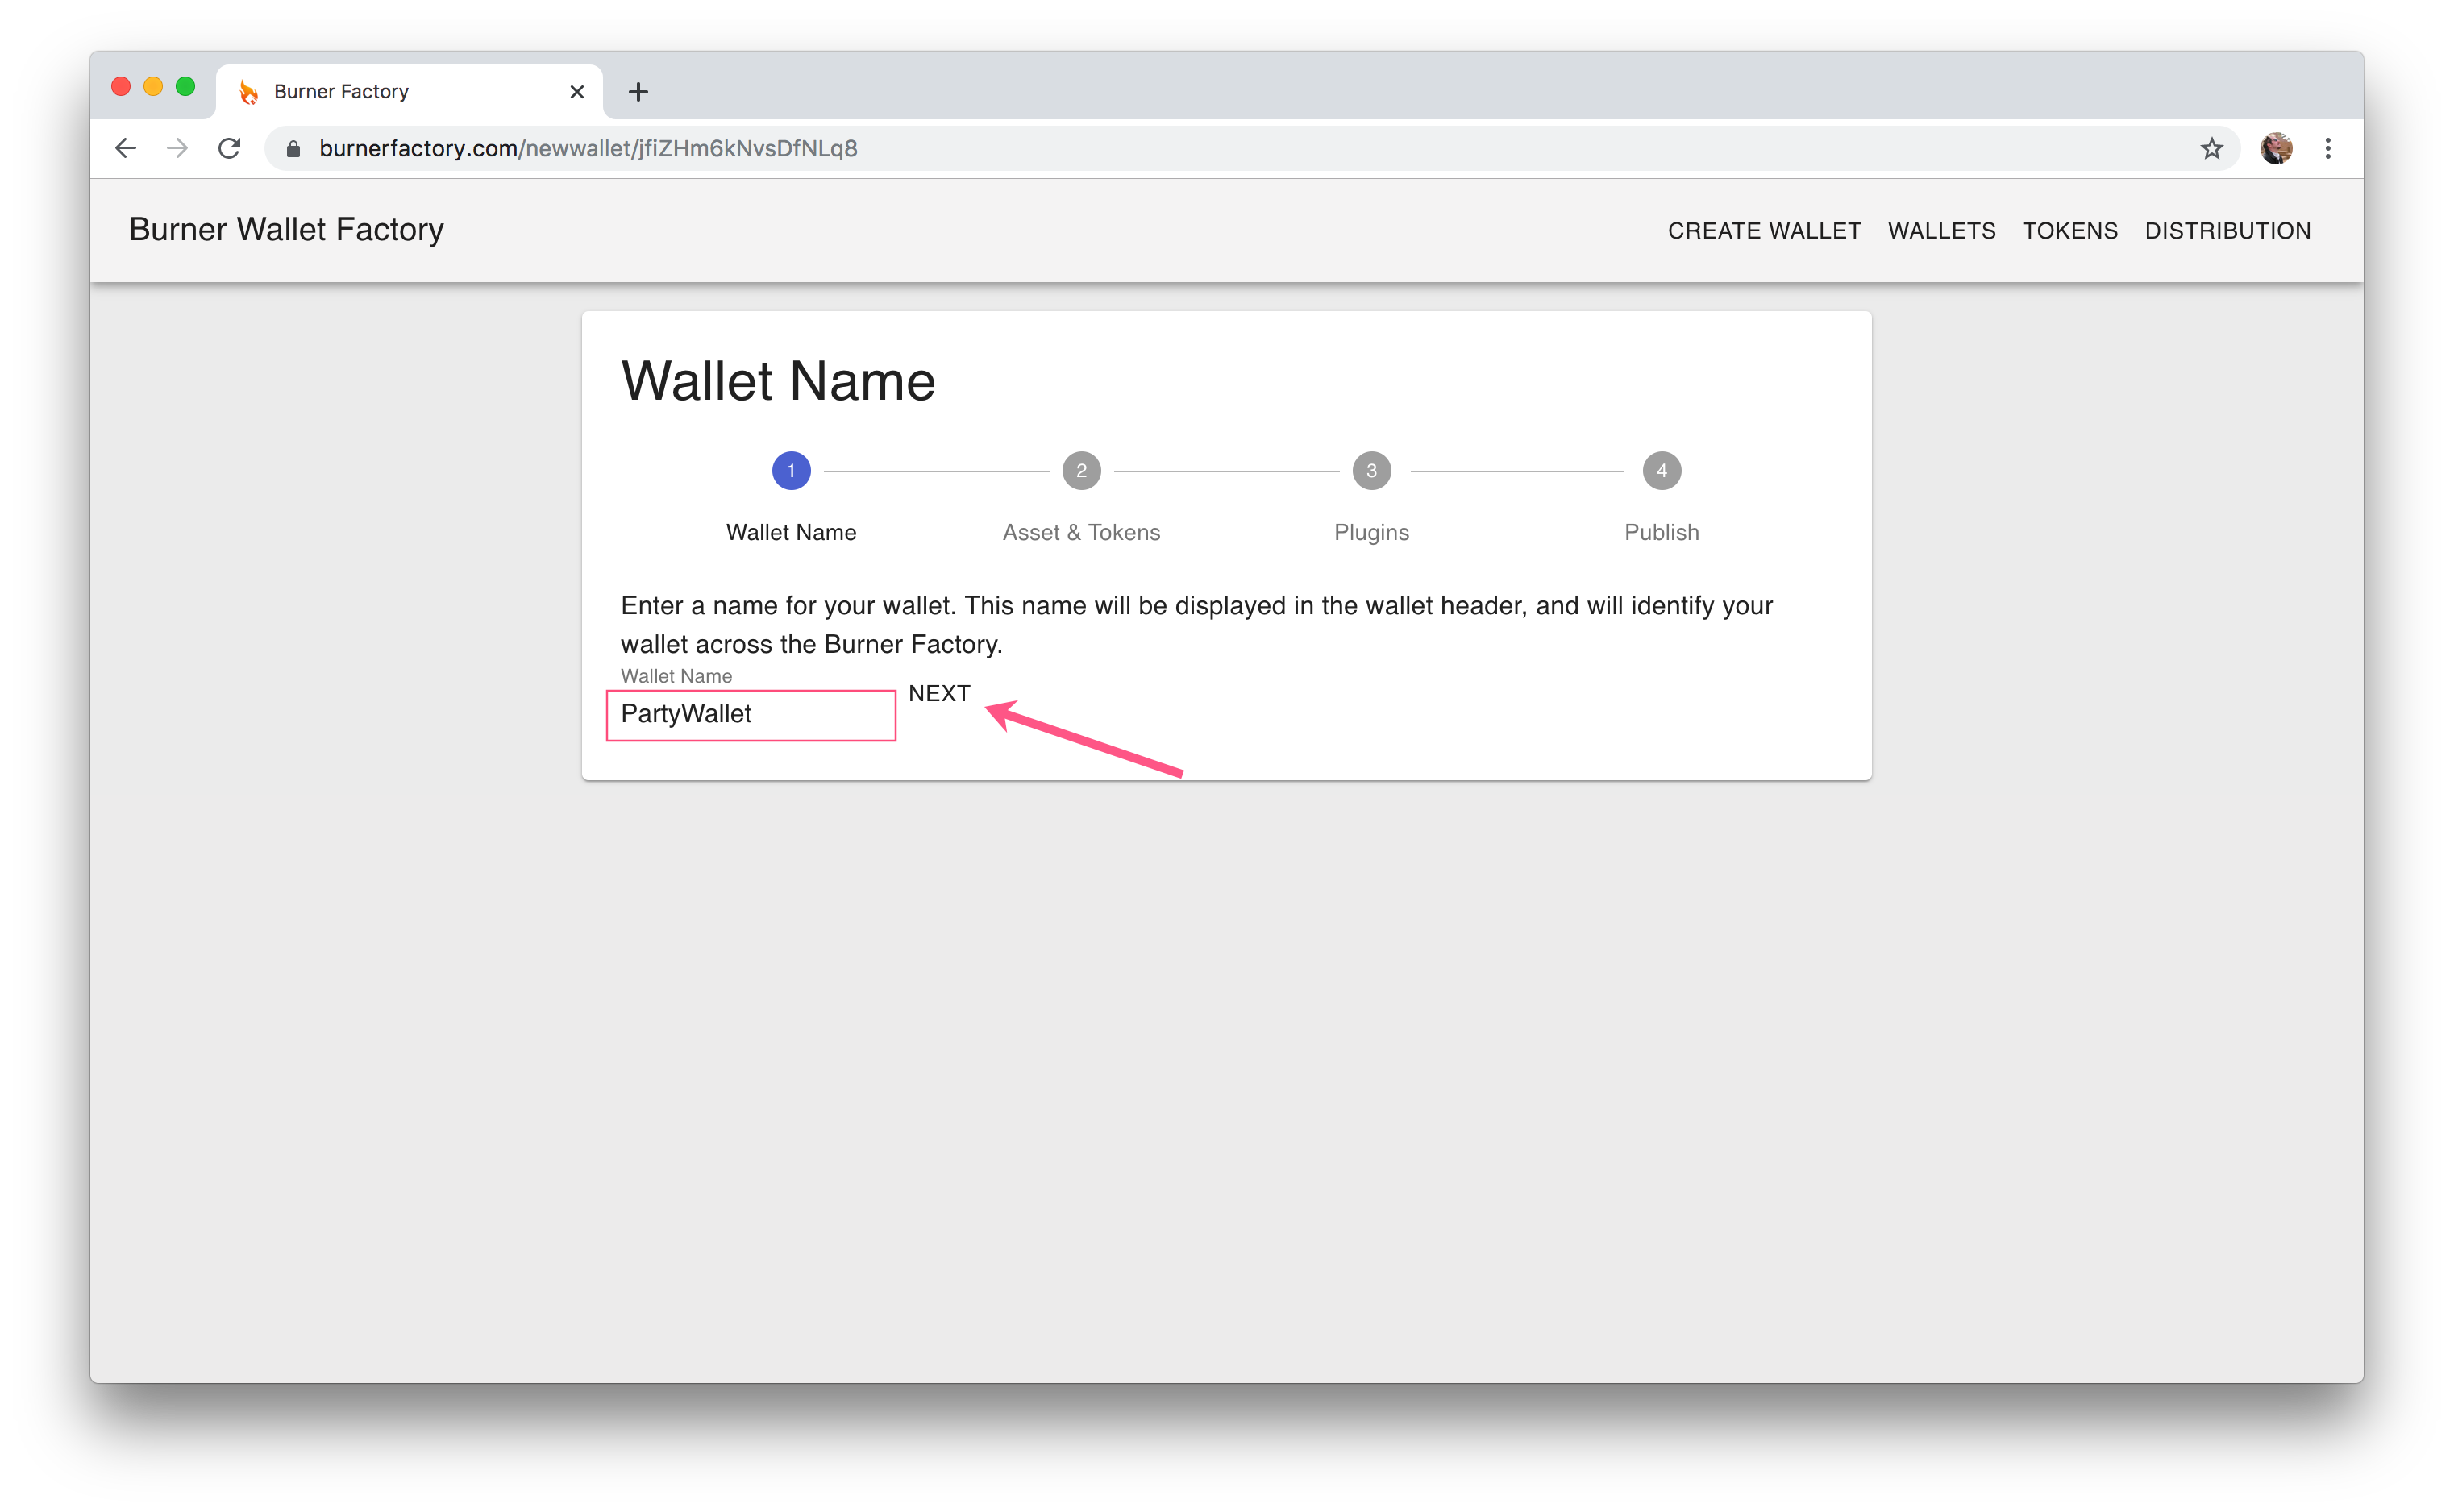 Burner Factory
burnerfactory.com/newwallet/jfiZHm6kNvsDfNLq8
Burner Wallet Factory
CREATE WALLET WALLETS TOKENS DISTRIBUTION
Wallet Name
1 2 3 4
Wallet Name Asset & Tokens Plugins Publish
Enter a name for your wallet. This name will be displayed in the wallet header, and will identify your
wallet across the Burner Factory.
Wallet Name
PartyWallet
NEXT